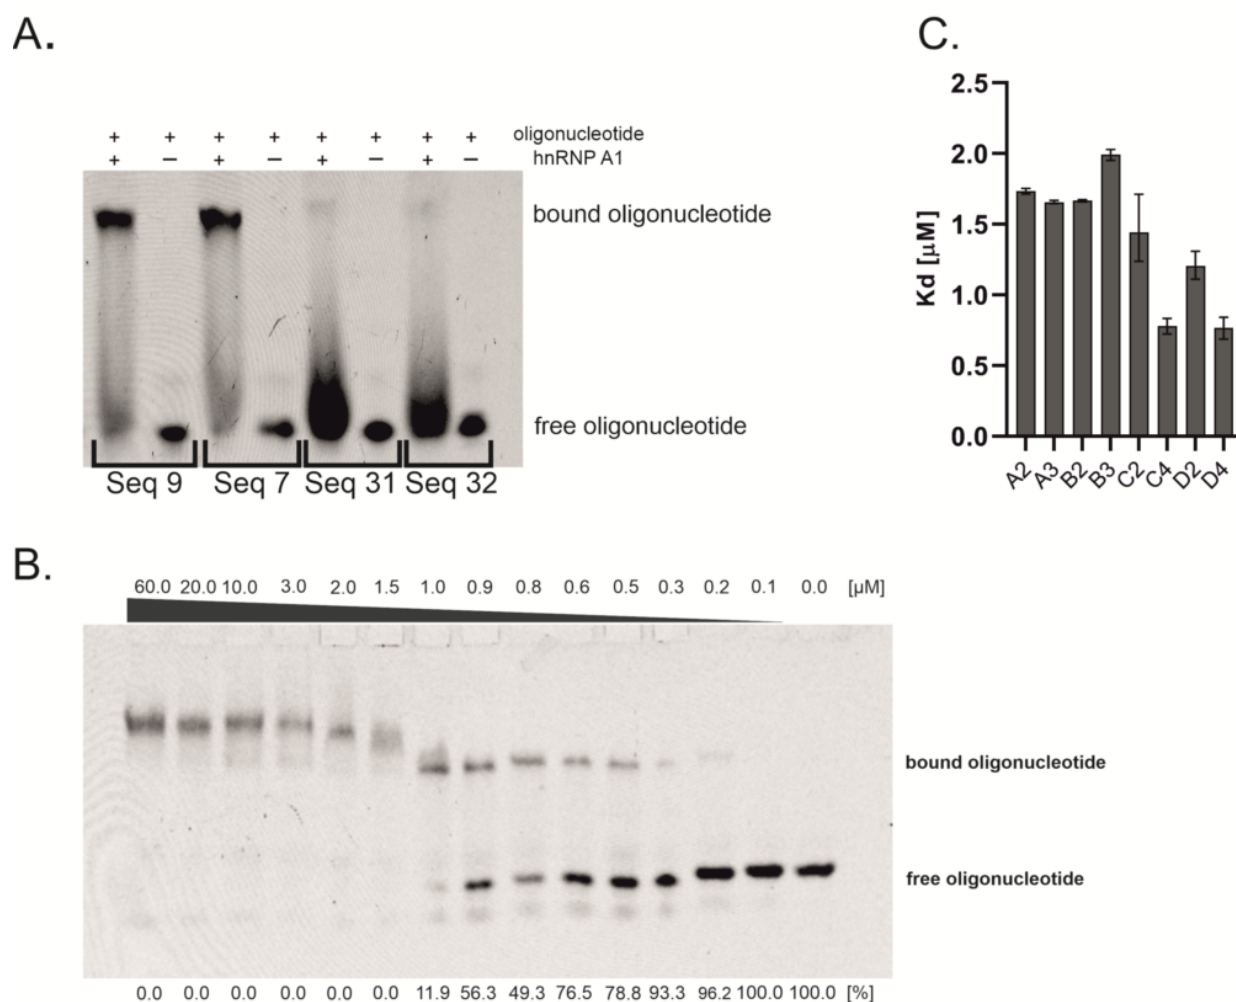 A.
+ + + + + + + + oligonucleotide
+ − + − + − + − hnRNP A1
bound oligonucleotide
free oligonucleotide
Seq 9 Seq 7 Seq 31 Seq 32
B.
60.0 20.0 10.0 3.0 2.0 1.5 1.0 0.9 0.8 0.6 0.5 0.3 0.2 0.1 0.0 [µM]
bound oligonucleotide
free oligonucleotide
0.0 0.0 0.0 0.0 0.0 0.0 11.9 56.3 49.3 76.5 78.8 93.3 96.2 100.0 100.0 [%]
C.
Kd [µM]
2.5
2.0
1.5
1.0
0.5
0.0
A2 A3 B2 B3 C2 C4 D2 D4